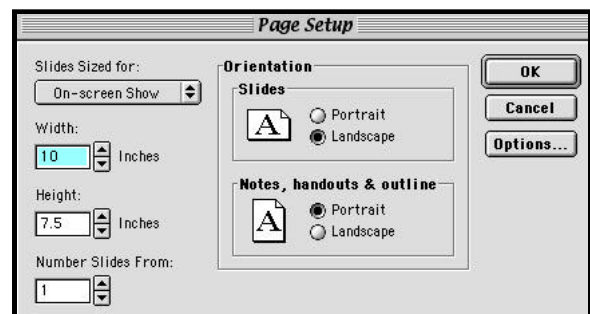 Page Setup
Slides Sized for:
On-screen Show
Width:
10 Inches
Height:
7.5 Inches
Number Slides From:
1
Orientation
Slides
A
Portrait
Landscape
Notes, handouts & outline
A
Portrait
Landscape
OK
Cancel
Options...